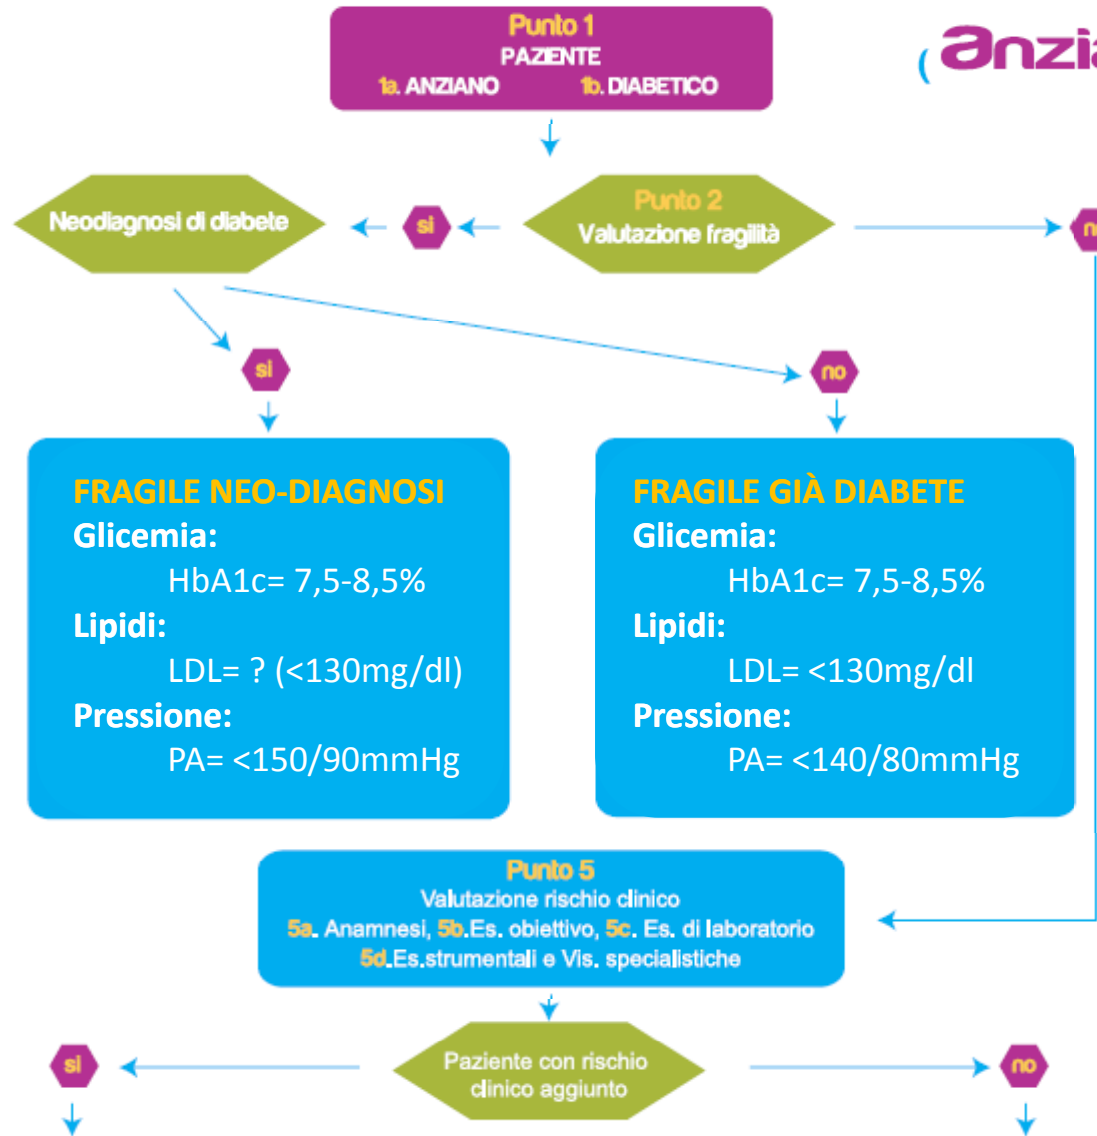 Punto 1
PAZIENTE
1a. ANZIANO 1b. DIABETICO
Neodiagnosi di diabete
si
Punto 2
Valutazione fragilità
si
no
FRAGILE NEO-DIAGNOSI
Glicemia:
HbA1c= 7,5-8,5%
Lipidi:
LDL= ? (<130mg/dl)
Pressione:
PA= <150/90mmHg
FRAGILE GIÀ DIABETE
Glicemia:
HbA1c= 7,5-8,5%
Lipidi:
LDL= <130mg/dl
Pressione:
PA= <140/80mmHg
Punto 5
Valutazione rischio clinico
5a. Anamnesi, 5b.Es. obiettivo, 5c. Es. di laboratorio
5d.Es.strumentali e Vis. specialistiche
si
Paziente con rischio
clinico aggiunto
no